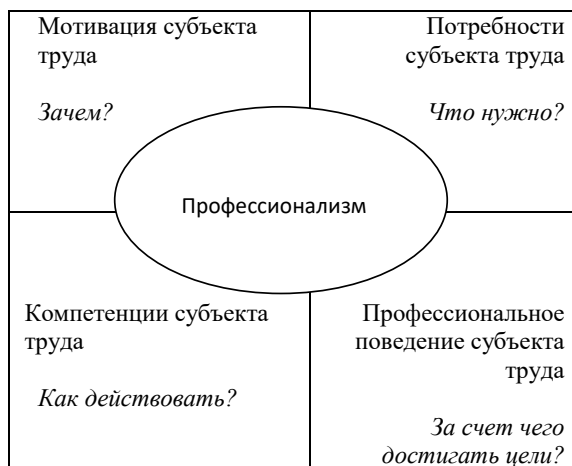 Мотивация субъекта
труда
Зачем?
Потребности
субъекта труда
Что нужно?
Профессионализм
Компетенции субъекта
труда
Как действовать?
Профессиональное
поведение субъекта
труда
За счет чего
достигать цели?